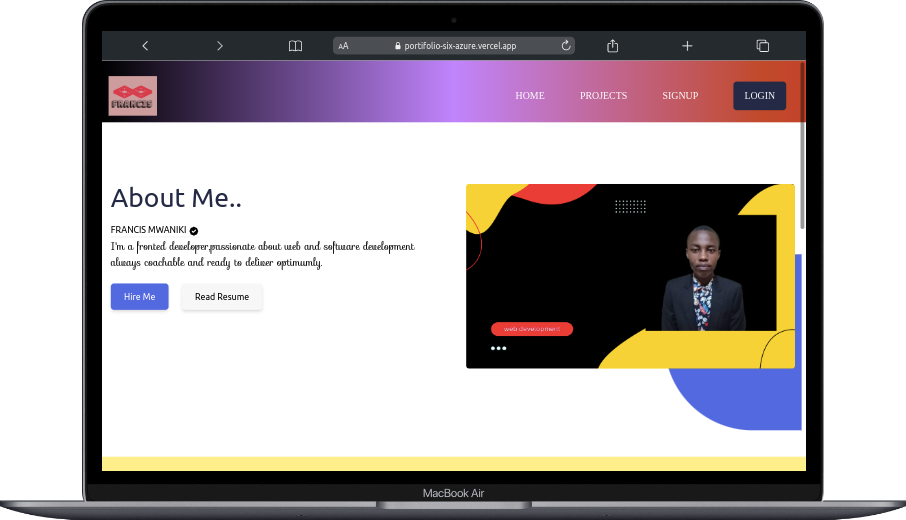 AA portifolio-six-azure.vercel.app
FRANCIS
HOME PROJECTS SIGNUP LOGIN
About Me..
FRANCIS MWANIKI
I'm a fronted developer,passionate about web and software development
always coachable and ready to deliver optimumly.
Hire Me Read Resume
web development
MacBook Air